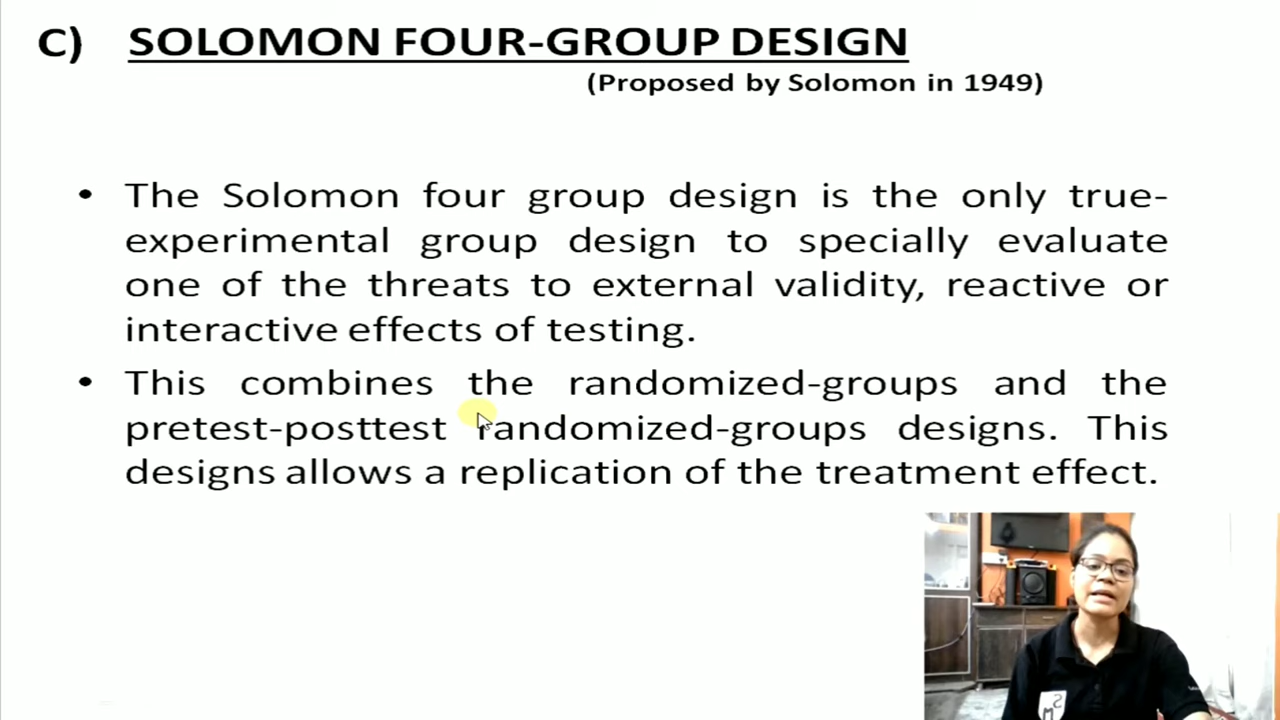 C) SOLOMON FOUR-GROUP DESIGN
(Proposed by Solomon in 1949)
• The Solomon four group design is the only true-
experimental group design to specially evaluate
one of the threats to external validity, reactive or
interactive effects of testing.
• This combines the randomized-groups and the
pretest-posttest randomized-groups designs. This
designs allows a replication of the treatment effect.